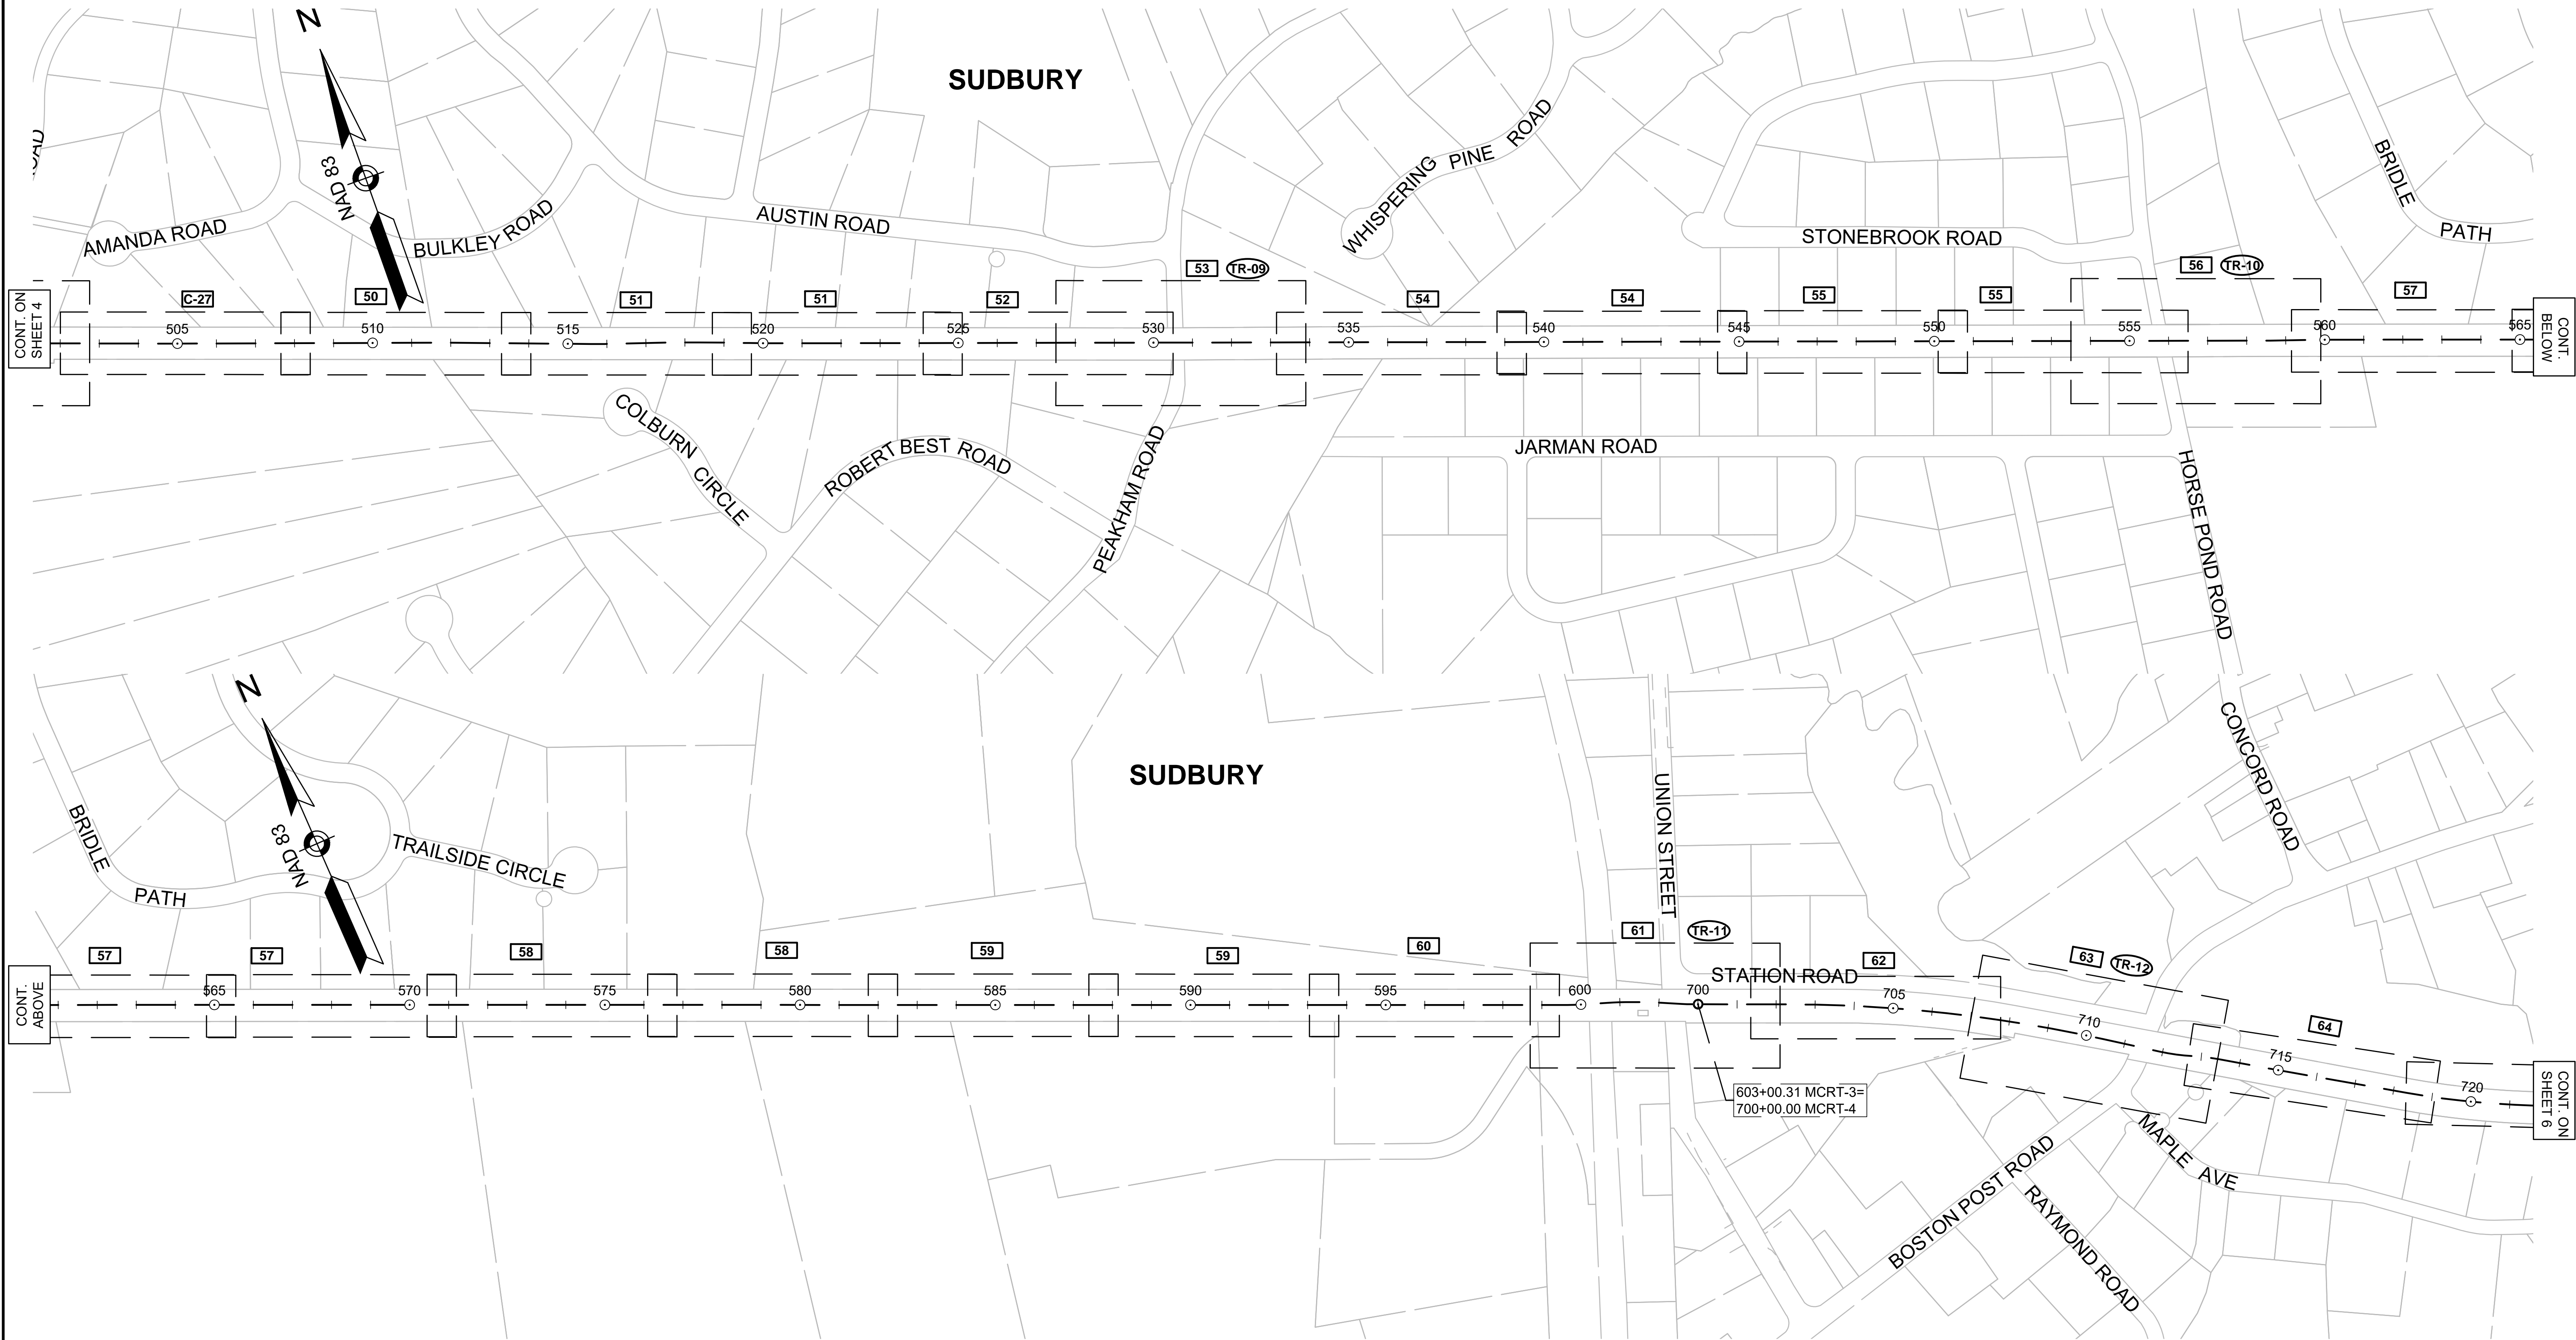 N
SUDBURY
NAD 83
AMANDA ROAD
BULKLEY ROAD
AUSTIN ROAD
WHISPERING PINE ROAD
STONEBROOK ROAD
BRIDLE PATH
CONT. ON
SHEET 4
C-27
50
51
51
52
53
TR-09
54
54
55
55
56
TR-10
57
505
510
515
520
525
530
535
540
545
550
555
560
565
CONT.
BELOW
COLBURN CIRCLE
ROBERT BEST ROAD
PEAKHAM ROAD
JARMAN ROAD
HORSE POND ROAD
N
SUDBURY
NAD 83
BRIDLE PATH
TRAILSIDE CIRCLE
UNION STREET
CONCORD ROAD
CONT.
ABOVE
57
57
58
58
59
59
60
61
TR-11
62
63
TR-12
64
STATION ROAD
565
570
575
580
585
590
595
600
700
705
710
715
720
CONT. ON
SHEET 6
603+00.31 MCRT-3=
700+00.00 MCRT-4
BOSTON POST ROAD
RAYMOND ROAD
MAPLE AVE